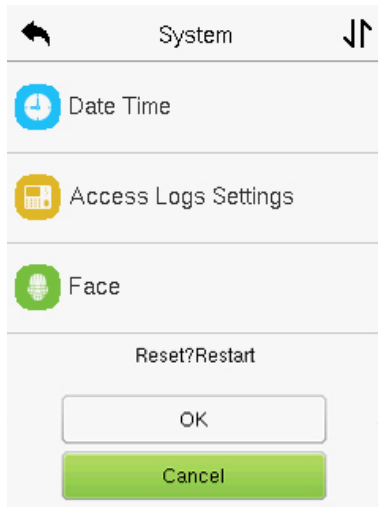 System
Date Time
Access Logs Settings
Face
Reset?Restart
OK
Cancel